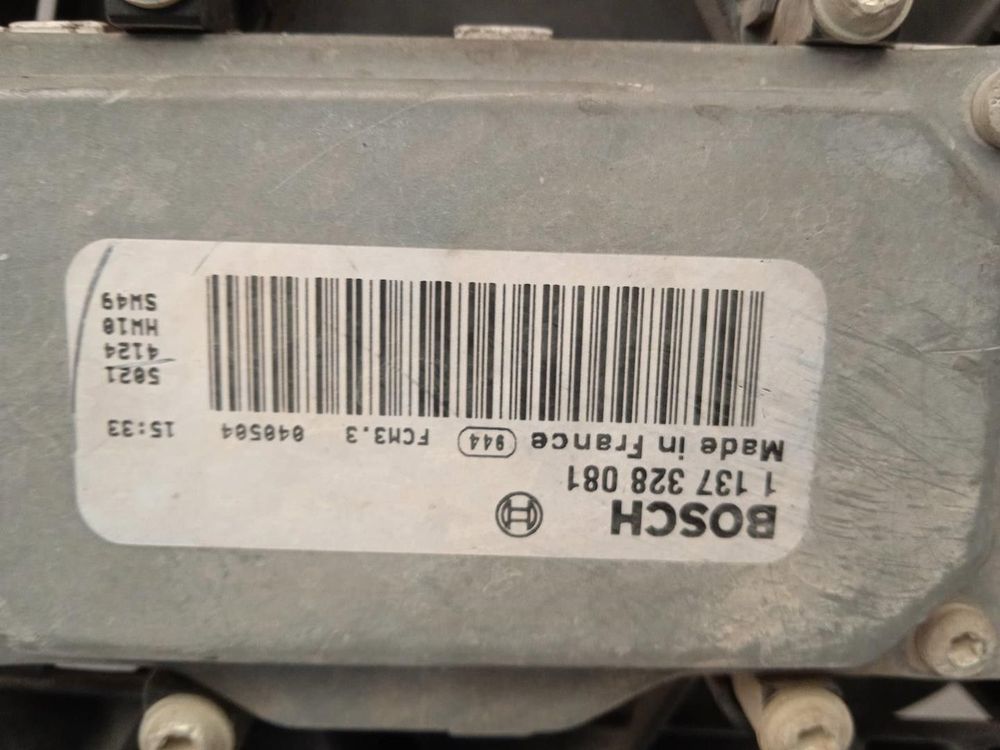 BOSCH
1 137 328 081
Made in France 944 FCM3.3 040504 15:33
5021
4124
HW10
SW49